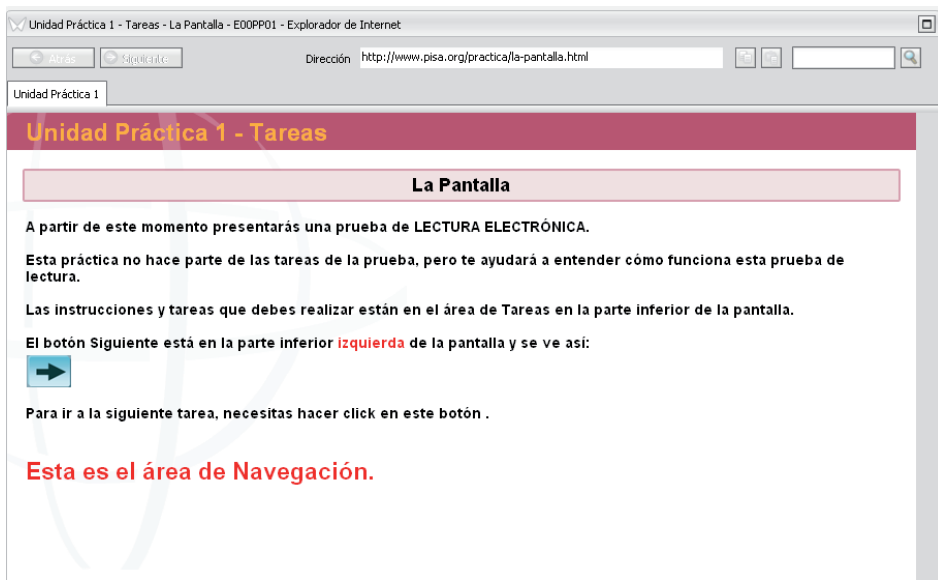 Unidad Práctica 1 - Tareas - La Pantalla - E00PP01 - Explorador de Internet
Atrás Siguiente Dirección http://www.pisa.org/practica/la-pantalla.html
Unidad Práctica 1
Unidad Práctica 1 - Tareas
La Pantalla
A partir de este momento presentarás una prueba de LECTURA ELECTRÓNICA.
Esta práctica no hace parte de las tareas de la prueba, pero te ayudará a entender cómo funciona esta prueba de
lectura.
Las instrucciones y tareas que debes realizar están en el área de Tareas en la parte inferior de la pantalla.
El botón Siguiente está en la parte inferior izquierda de la pantalla y se ve así:
Para ir a la siguiente tarea, necesitas hacer click en este botón .
Esta es el área de Navegación.